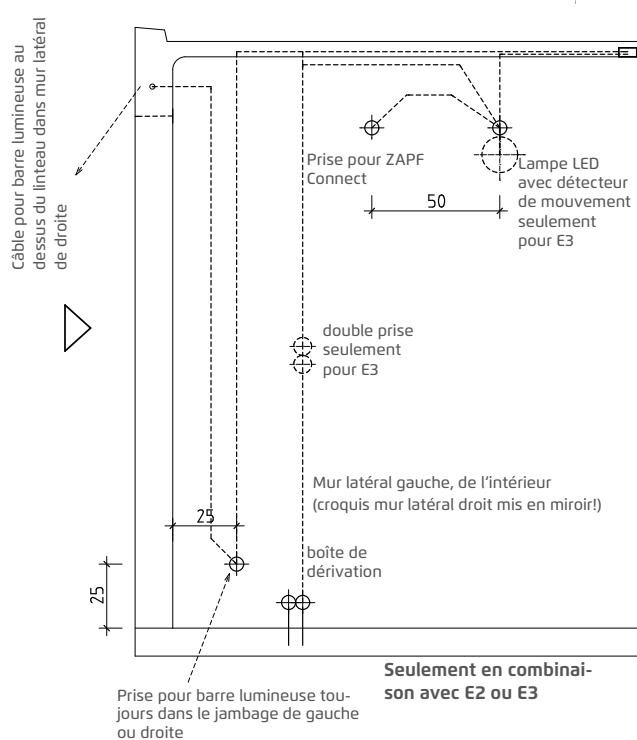 Câble pour barre lumineuse au
dessus du linteau dans mur latéral
de droite
Prise pour ZAPF
Connect
Lampe LED
avec détecteur
de mouvement
seulement
pour E3
50
double prise
seulement
pour E3
Mur latéral gauche, de l’intérieur
(croquis mur latéral droit mis en miroir!)
25
boîte de
dérivation
25
Seulement en combinai-
son avec E2 ou E3
Prise pour barre lumineuse tou-
jours dans le jambage de gauche
ou droite